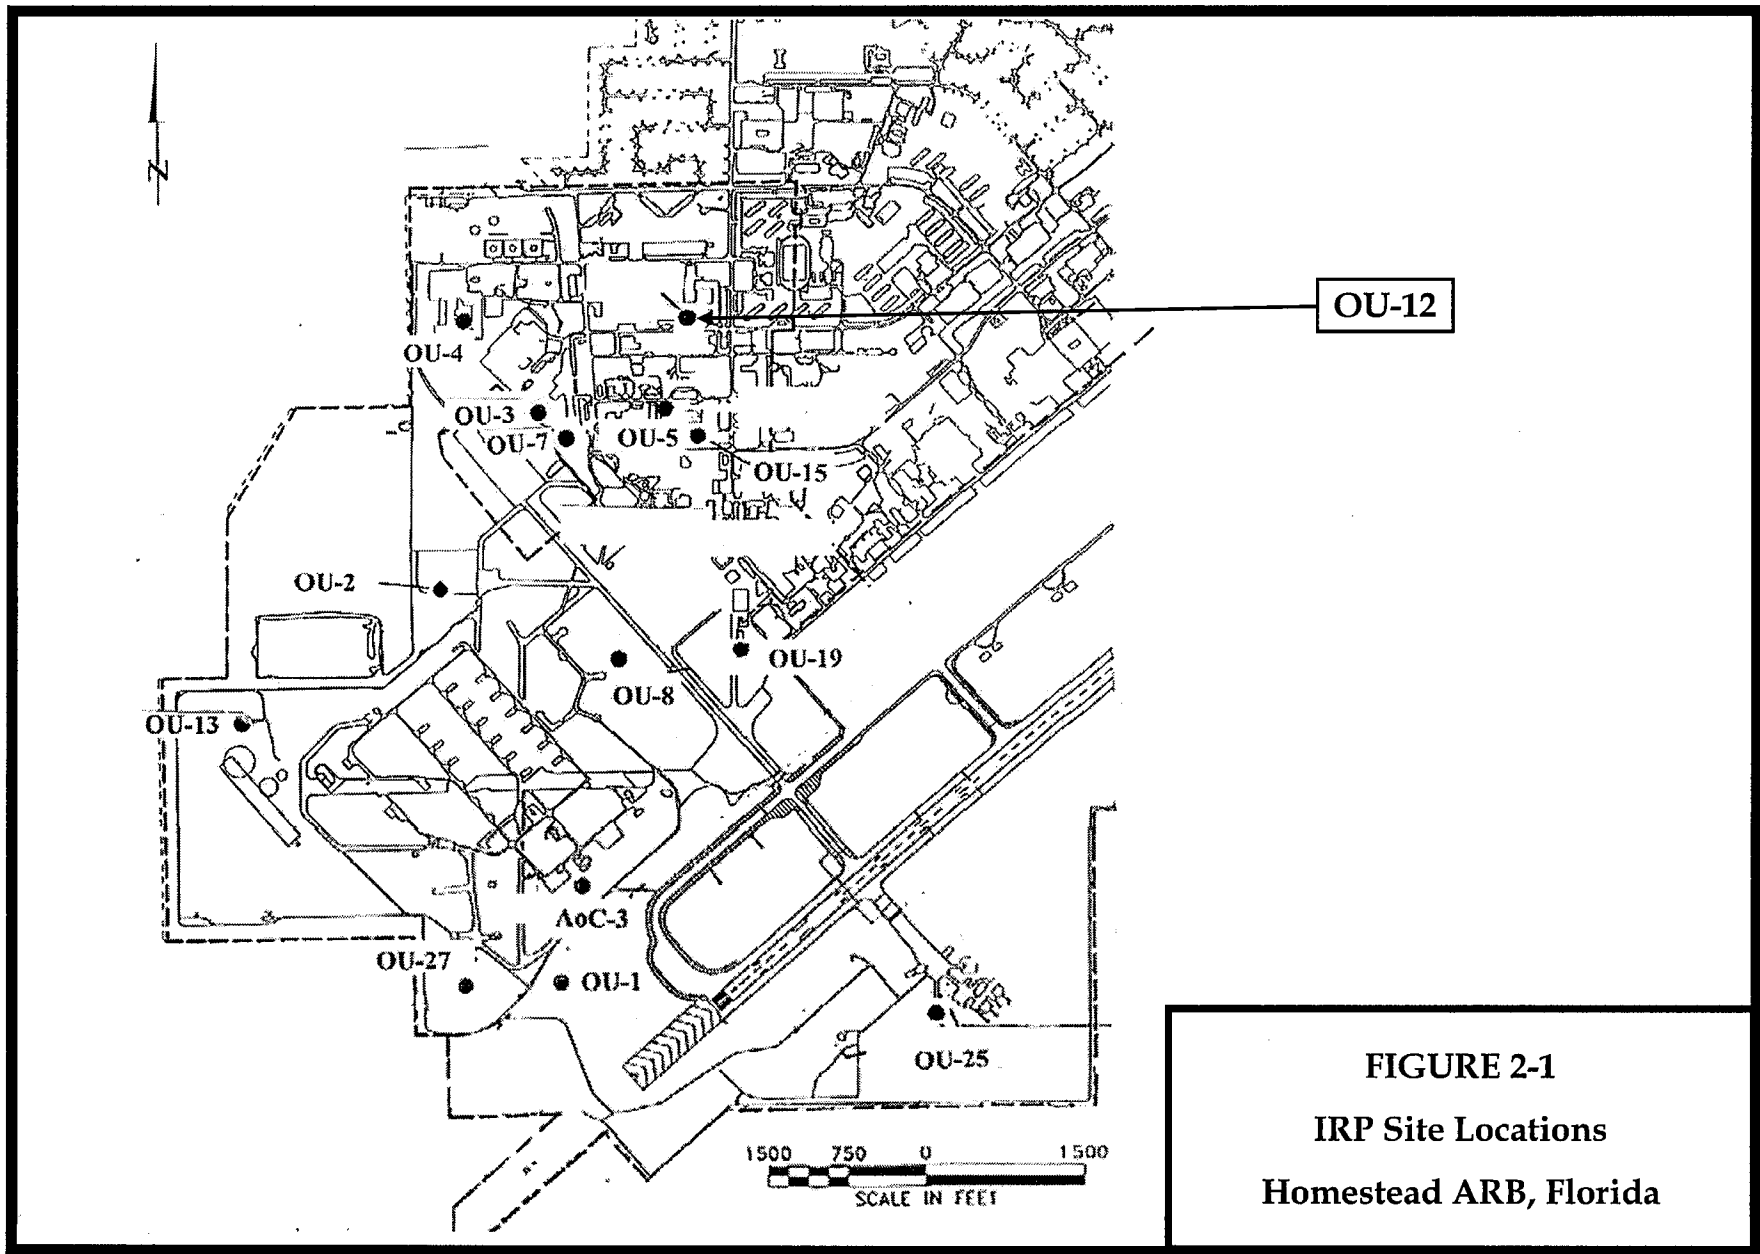 N
OU-12
OU-4
OU-3
OU-7
OU-5
OU-15
OU-2
OU-19
OU-8
OU-13
AoC-3
OU-27
OU-1
OU-25
1500 750 0 1500
SCALE IN FEET
FIGURE 2-1
IRP Site Locations
Homestead ARB, Florida